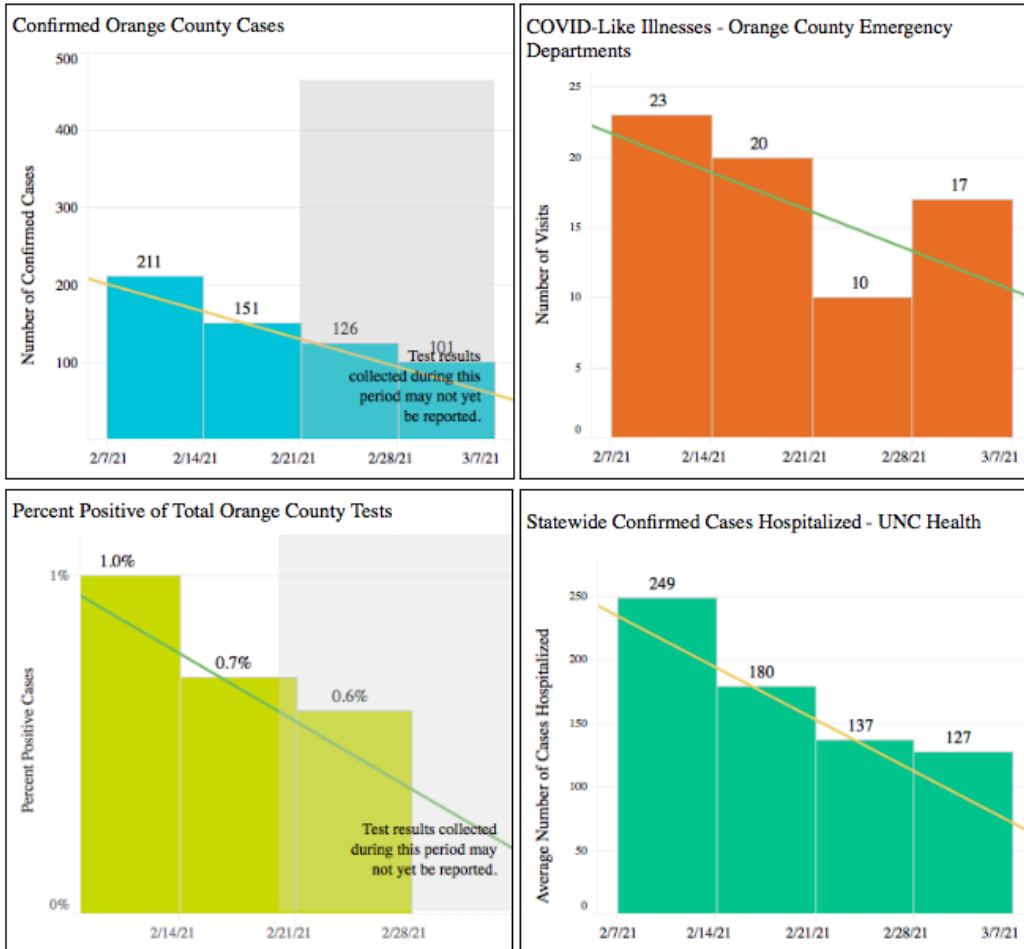 Confirmed Orange County Cases
500
400
300
200
100
Number of Confirmed Cases
211
151
126
101
Test results
collected during this
period may not yet
be reported.
2/7/21 2/14/21 2/21/21 2/28/21 3/7/21
COVID-Like Illnesses - Orange County Emergency
Departments
25
20
15
10
5
0
Number of Visits
23
20
10
17
2/7/21 2/14/21 2/21/21 2/28/21 3/7/21
Percent Positive of Total Orange County Tests
1%
0%
Percent Positive Cases
1.0%
0.7%
0.6%
Test results collected
during this period may
not yet be reported.
2/14/21 2/21/21 2/28/21
Statewide Confirmed Cases Hospitalized - UNC Health
250
200
150
100
50
0
Average Number of Cases Hospitalized
249
180
137
127
2/7/21 2/14/21 2/21/21 2/28/21 3/7/21